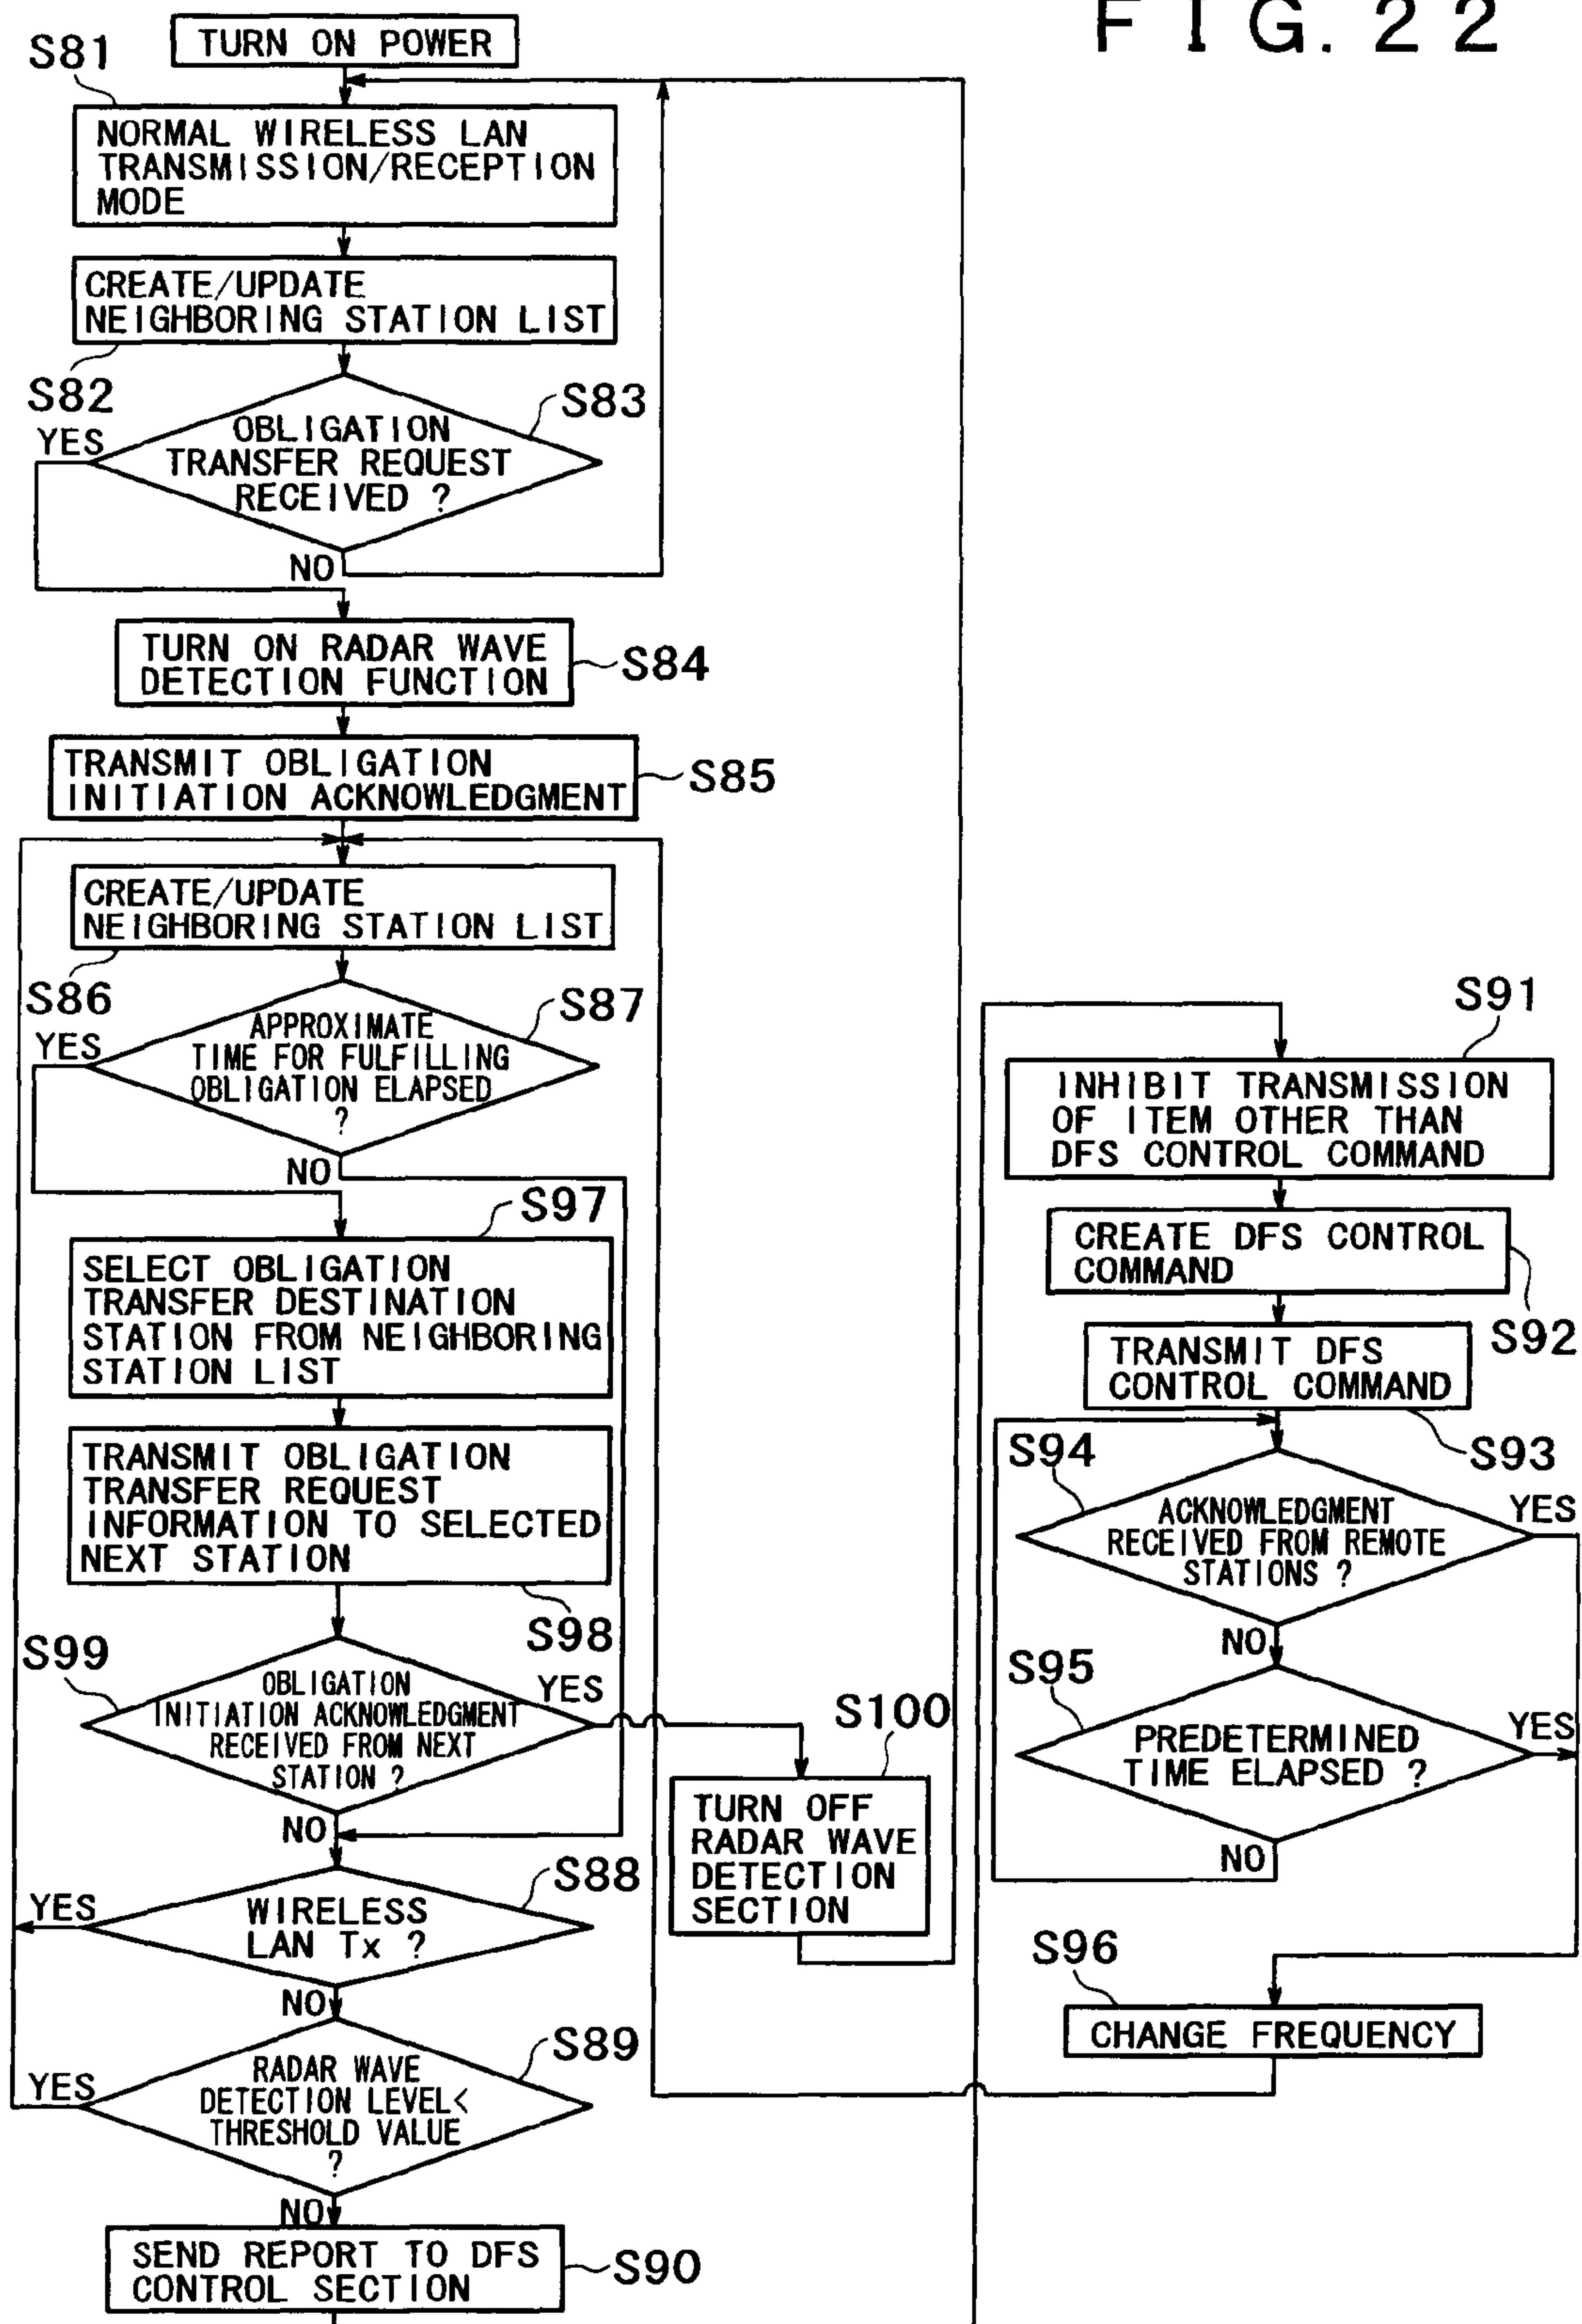 FIG. 22
TURN ON POWER
S81
NORMAL WIRELESS LAN
TRANSMISSION/RECEPTION
MODE
CREATE/UPDATE
NEIGHBORING STATION LIST
S82
S83
OBLIGATION
TRANSFER REQUEST
RECEIVED ?
YES
NO
TURN ON RADAR WAVE
DETECTION FUNCTION
S84
TRANSMIT OBLIGATION
INITIATION ACKNOWLEDGMENT
S85
CREATE/UPDATE
NEIGHBORING STATION LIST
S86
S87
APPROXIMATE
TIME FOR FULFILLING
OBLIGATION ELAPSED
?
YES
NO
S97
SELECT OBLIGATION
TRANSFER DESTINATION
STATION FROM NEIGHBORING
STATION LIST
TRANSMIT OBLIGATION
TRANSFER REQUEST
INFORMATION TO SELECTED
NEXT STATION
S98
S99
OBLIGATION
INITIATION ACKNOWLEDGMENT
RECEIVED FROM NEXT
STATION ?
YES
NO
S100
TURN OFF
RADAR WAVE
DETECTION
SECTION
S88
WIRELESS
LAN Tx ?
YES
NO
S89
RADAR WAVE
DETECTION LEVEL<
THRESHOLD VALUE
?
YES
NO
SEND REPORT TO DFS
CONTROL SECTION
S90
S91
INHIBIT TRANSMISSION
OF ITEM OTHER THAN
DFS CONTROL COMMAND
CREATE DFS CONTROL
COMMAND
S92
TRANSMIT DFS
CONTROL COMMAND
S93
S94
ACKNOWLEDGMENT
RECEIVED FROM REMOTE
STATIONS ?
YES
NO
S95
PREDETERMINED
TIME ELAPSED ?
YES
NO
S96
CHANGE FREQUENCY